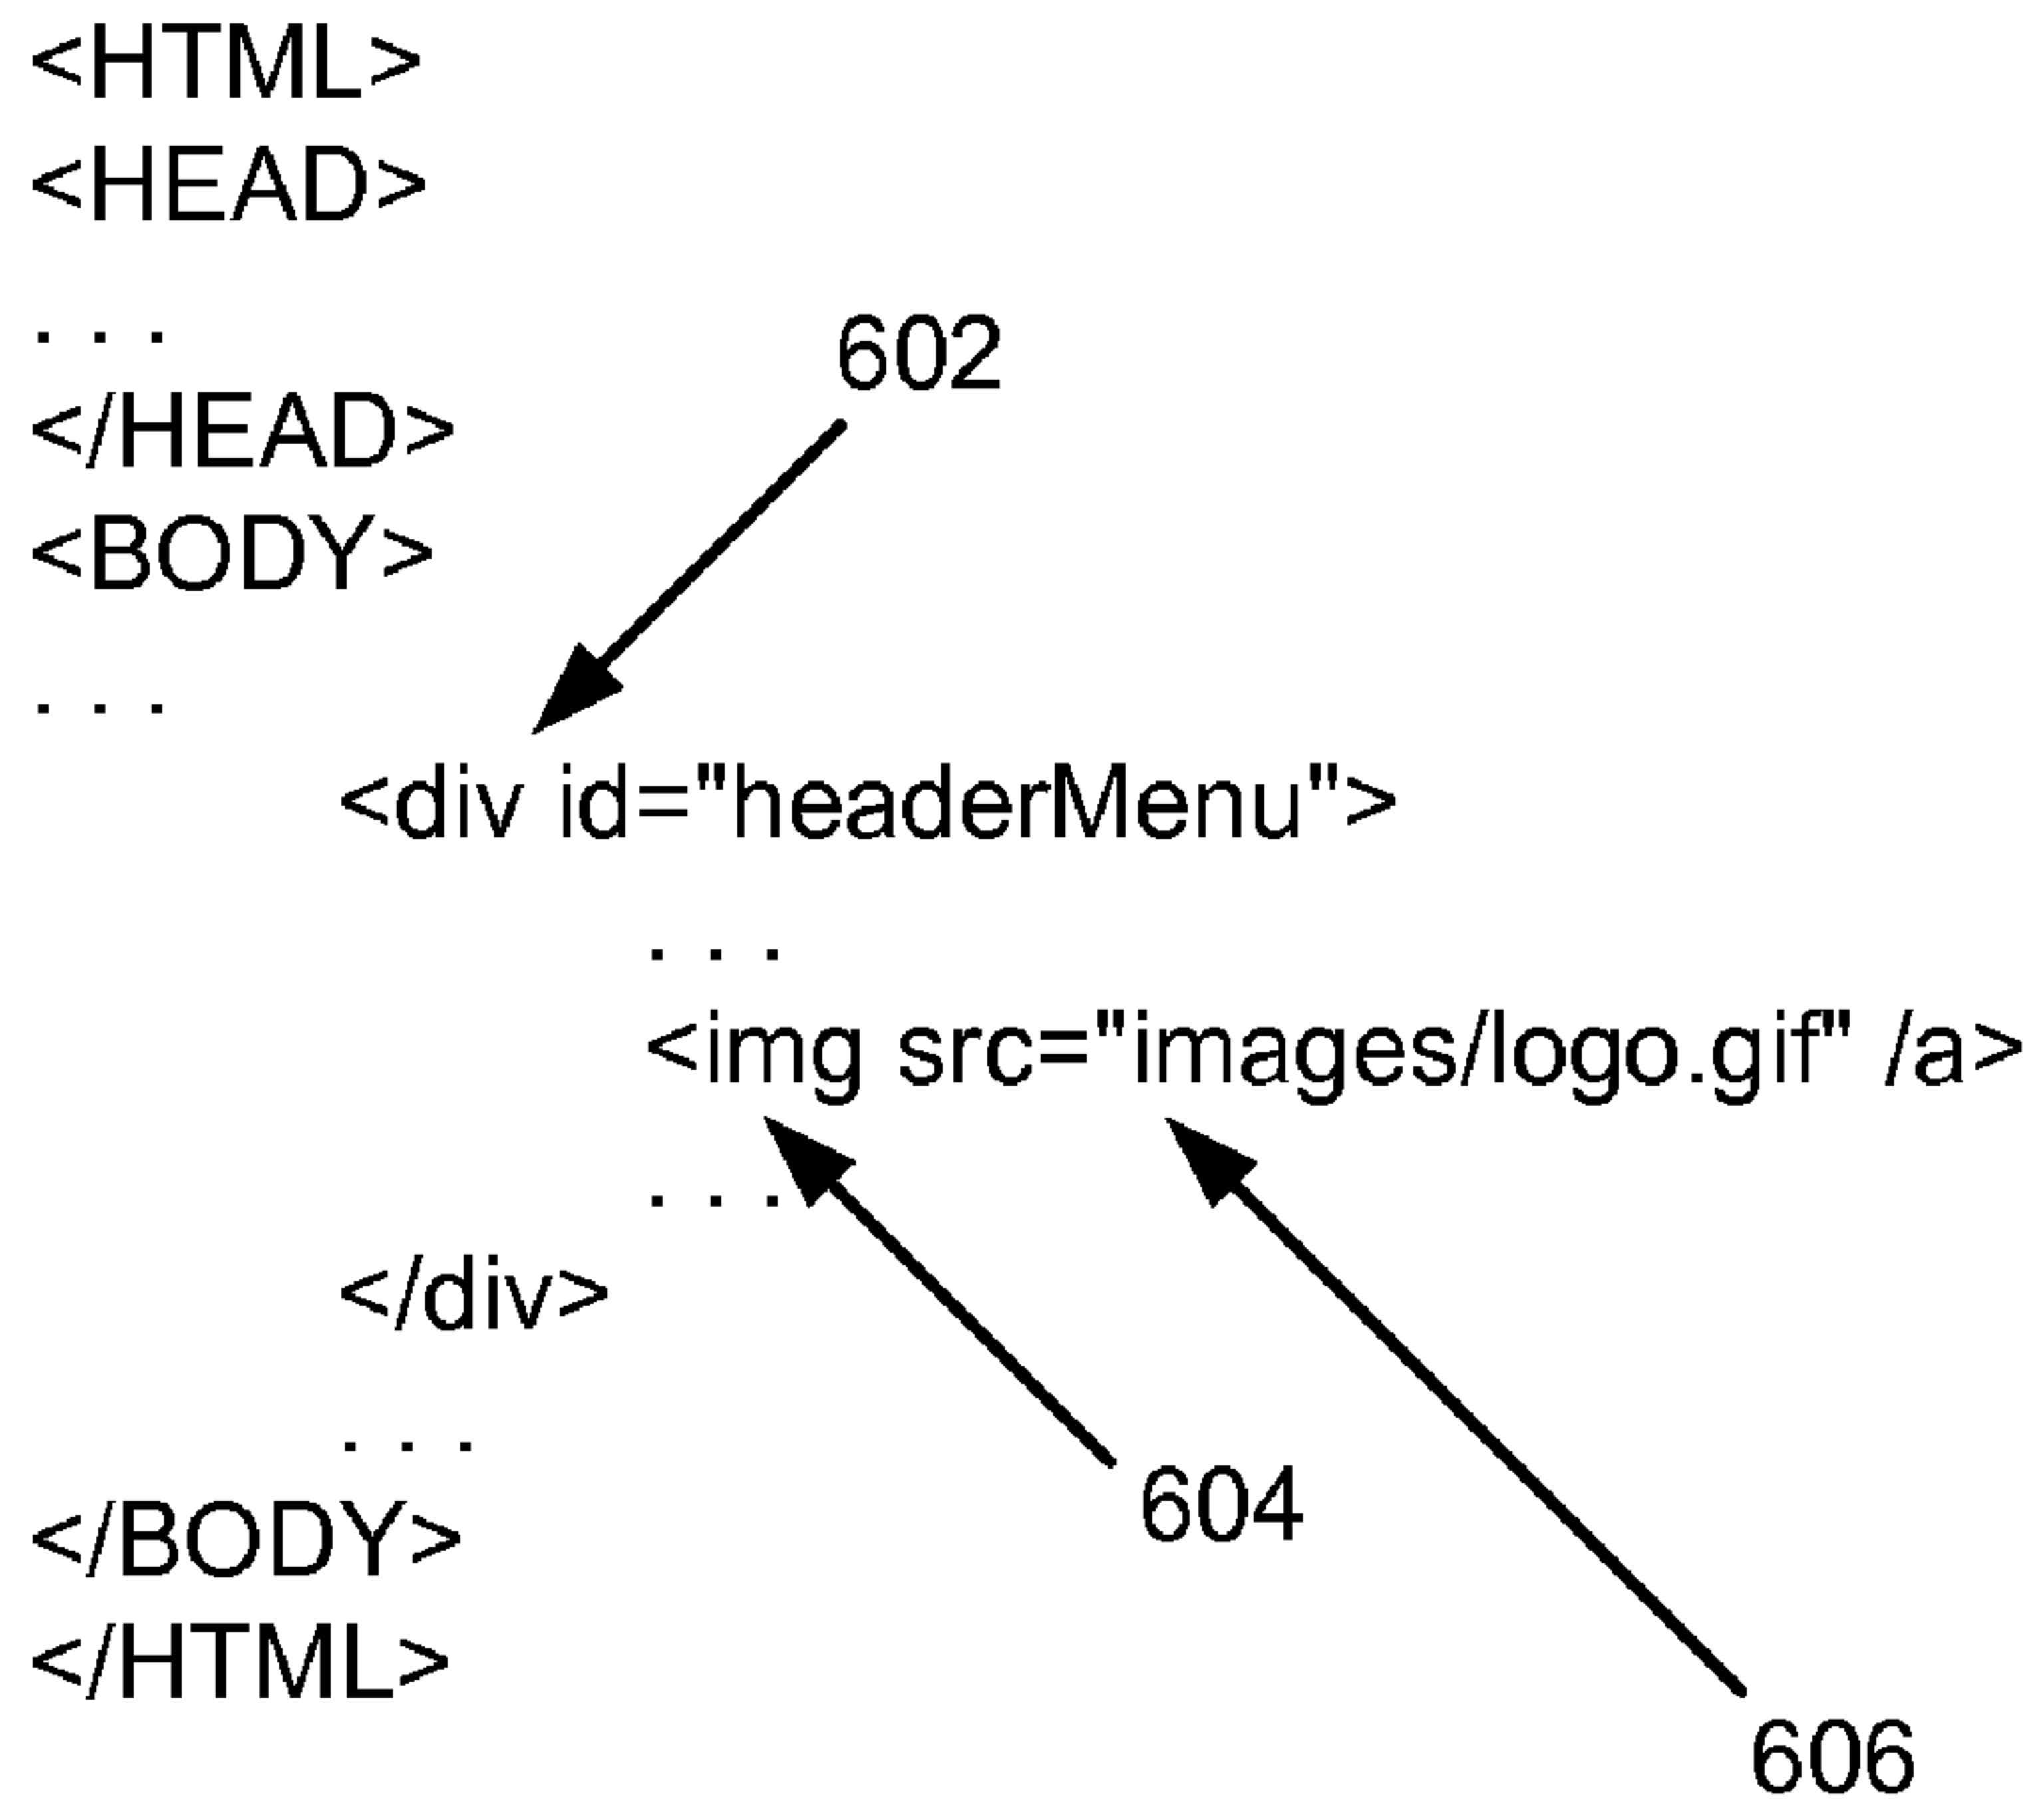 <HTML>
<HEAD>
. . .
602
</HEAD>
<BODY>
. . .
<div id="headerMenu">
. . .
<img src="images/logo.gif" /a>
. . .
</div>
. . .
604
</BODY>
</HTML>
606